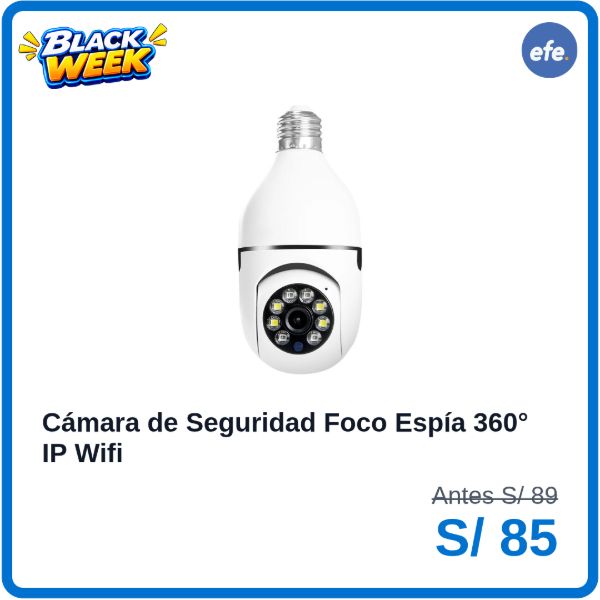 BLACK
WEEK
efe.
Cámara de Seguridad Foco Espía 360°
IP Wifi
Antes S/ 89
S/ 85